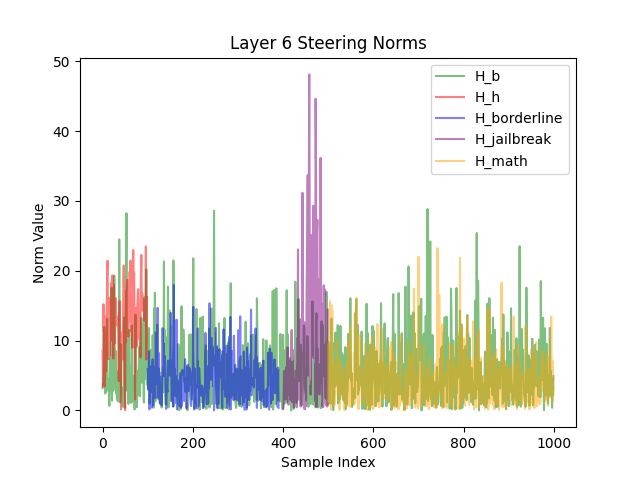 Layer 6 Steering Norms
H_b
H_h
H_borderline
H_jailbreak
H_math
Norm Value
50
40
30
20
10
0
0 200 400 600 800 1000
Sample Index